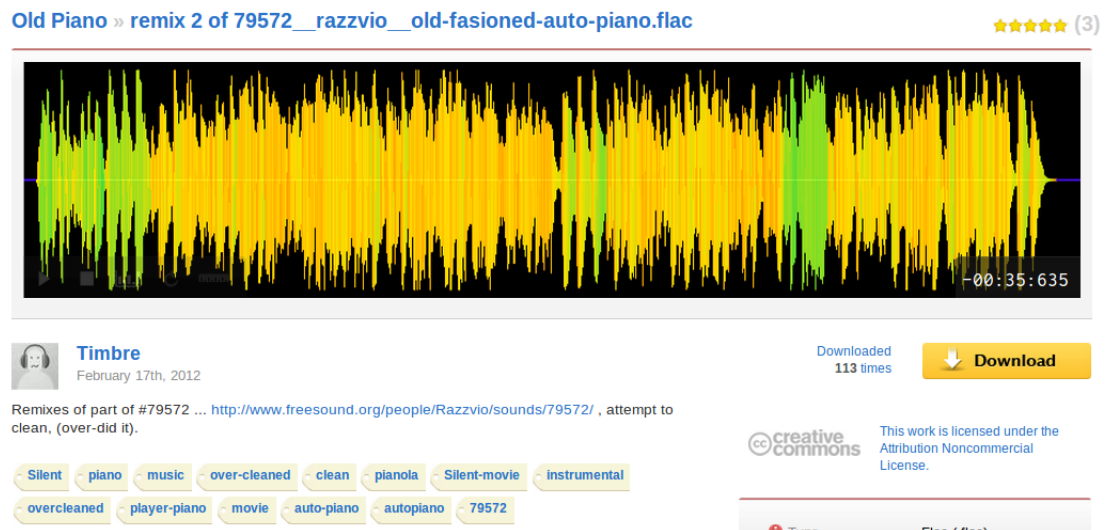 Old Piano » remix 2 of 79572__razzvio__old-fasioned-auto-piano.flac
(3)
-00:35:635
Timbre
February 17th, 2012
Downloaded
113 times
Download
Remixes of part of #79572 ... http://www.freesound.org/people/Razzvio/sounds/79572/ , attempt to
clean, (over-did it).
cc creative
commons
This work is licensed under the
Attribution Noncommercial
License.
Silent piano music over-cleaned clean pianola Silent-movie instrumental
overcleaned player-piano movie auto-piano autopiano 79572